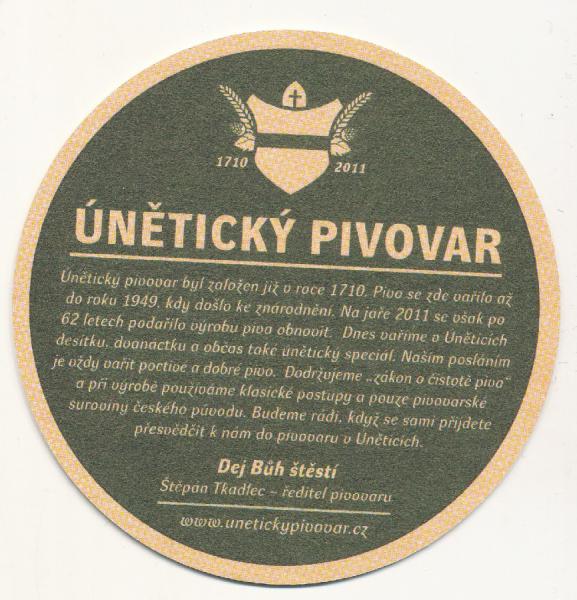 1710 2011
ÚNĚTICKÝ PIVOVAR
Únětický pivovar byl založen již v roce 1710. Pivo se zde vařilo až
do roku 1949, kdy došlo ke znárodnění. Na jaře 2011 se však po
62 letech podařilo výrobu piva obnovit. Dnes vaříme v Úněticích
desítku, dvanáctku a občas také únětický speciál. Naším posláním
je vždy vařit poctivé a dobré pivo. Dodržujeme „zákon o čistotě piva"
a při výrobě používáme klasické postupy a pouze pivovarské
suroviny českého původu. Budeme rádi, když se sami přijdete
přesvědčit k nám do pivovaru v Úněticích.
Dej Bůh štěstí
Štěpán Tkadlec – ředitel pivovaru
www.unetickypivovar.cz